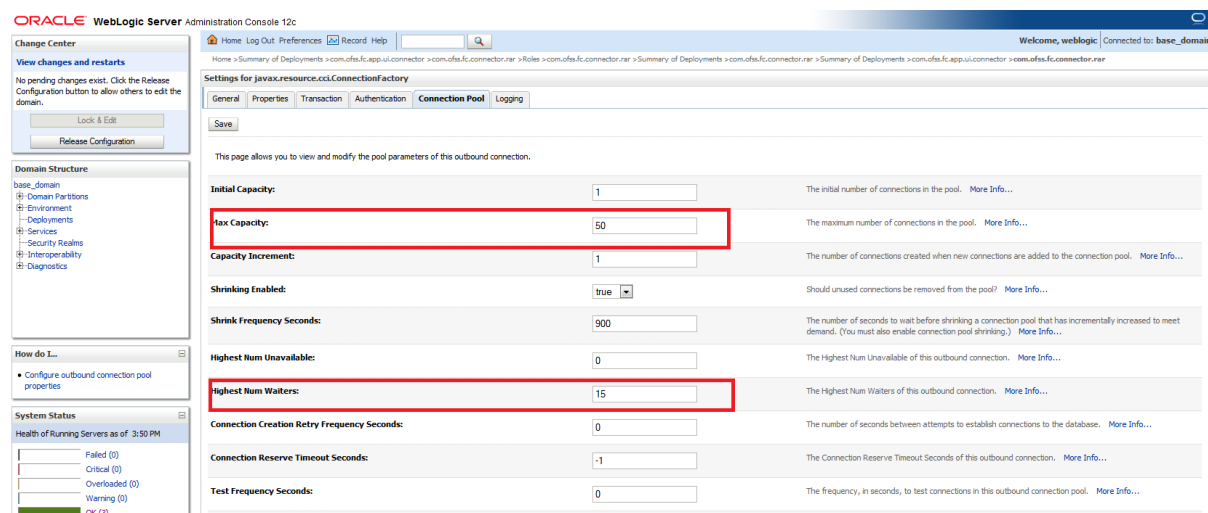 ORACLE WebLogic Server Administration Console 12c
Change Center
View changes and restarts
No pending changes exist. Click the Release
Configuration button to allow others to edit the
domain.
Lock & Edit
Release Configuration
Domain Structure
base_domain
Domain Partitions
Environment
Deployments
Services
Security Realms
Interoperability
Diagnostics
How do I...
Configure outbound connection pool
properties
System Status
Health of Running Servers as of 3:50 PM
Failed (0)
Critical (0)
Overloaded (0)
Warning (0)
OK (3)
Home Log Out Preferences Record Help
Welcome, weblogic Connected to: base_domain
Home >Summary of Deployments >com.ofss.fc.app.ui.connector >com.ofss.fc.connector.rar >Roles >com.ofss.fc.connector.rar >Summary of Deployments >com.ofss.fc.connector.rar >Summary of Deployments >com.ofss.fc.app.ui.connector >com.ofss.fc.connector.rar
Settings for javax.resource.cci.ConnectionFactory
General Properties Transaction Authentication Connection Pool Logging
Save
This page allows you to view and modify the pool parameters of this outbound connection.
Initial Capacity: 1 The initial number of connections in the pool. More Info...
Max Capacity: 50 The maximum number of connections in the pool. More Info...
Capacity Increment: 1 The number of connections created when new connections are added to the connection pool. More Info...
Shrinking Enabled: true Should unused connections be removed from the pool? More Info...
Shrink Frequency Seconds: 900 The number of seconds to wait before shrinking a connection pool that has incrementally increased to meet
demand. (You must also enable connection pool shrinking.) More Info...
Highest Num Unavailable: 0 The Highest Num Unavailable of this outbound connection. More Info...
Highest Num Waiters: 15 The Highest Num Waiters of this outbound connection. More Info...
Connection Creation Retry Frequency Seconds: 0 The number of seconds between attempts to establish connections to the database. More Info...
Connection Reserve Timeout Seconds: -1 The Connection Reserve Timeout Seconds of this outbound connection. More Info...
Test Frequency Seconds: 0 The frequency, in seconds, to test connections in this outbound connection pool. More Info...